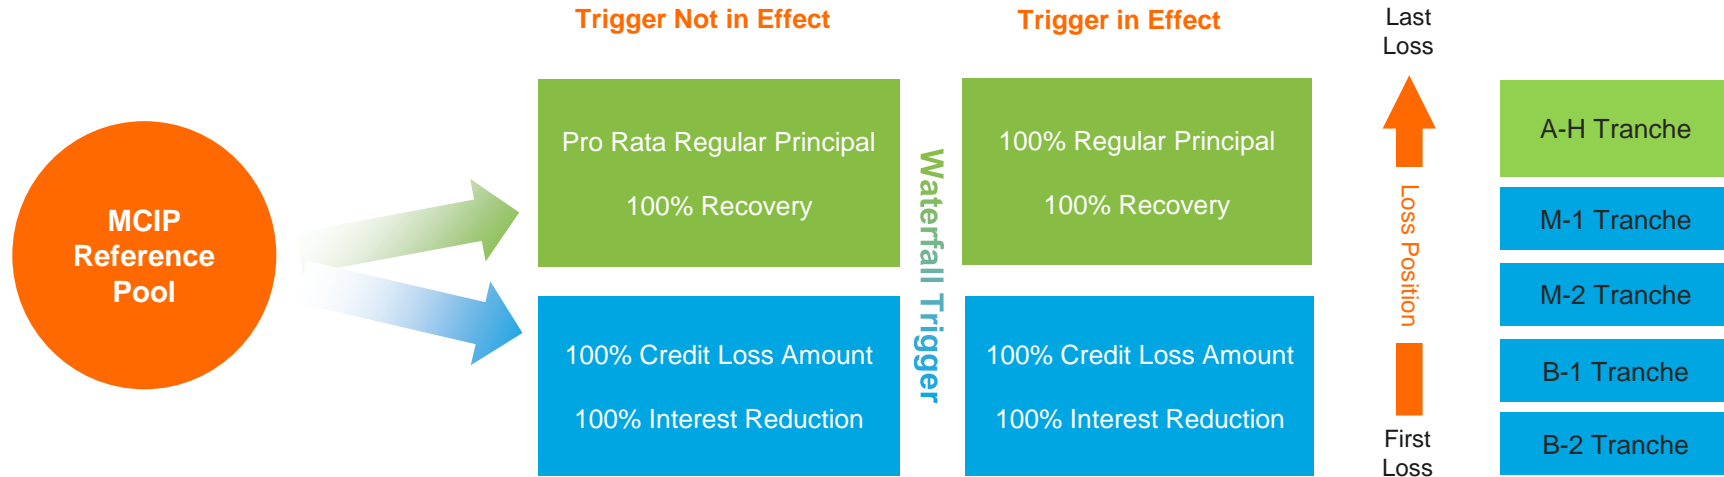 Trigger Not in Effect
Trigger in Effect
Last
Loss
MCIP
Reference
Pool
Pro Rata Regular Principal
100% Recovery
100% Credit Loss Amount
100% Interest Reduction
Waterfall Trigger
100% Regular Principal
100% Recovery
100% Credit Loss Amount
100% Interest Reduction
Loss Position
First
Loss
A-H Tranche
M-1 Tranche
M-2 Tranche
B-1 Tranche
B-2 Tranche